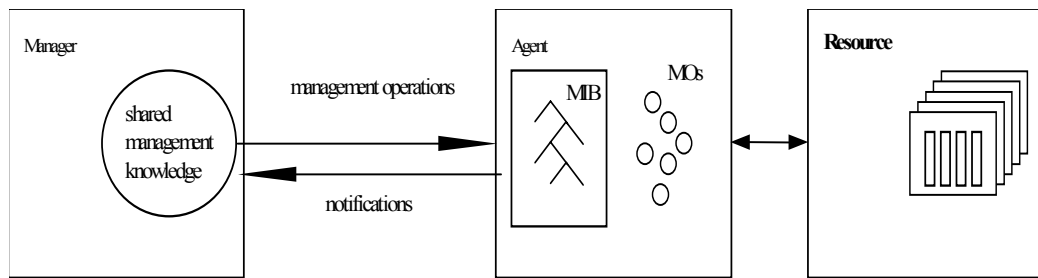 Manager
shared
management
knowledge
management operations
notifications
Agent
MIB
MOs
Resource